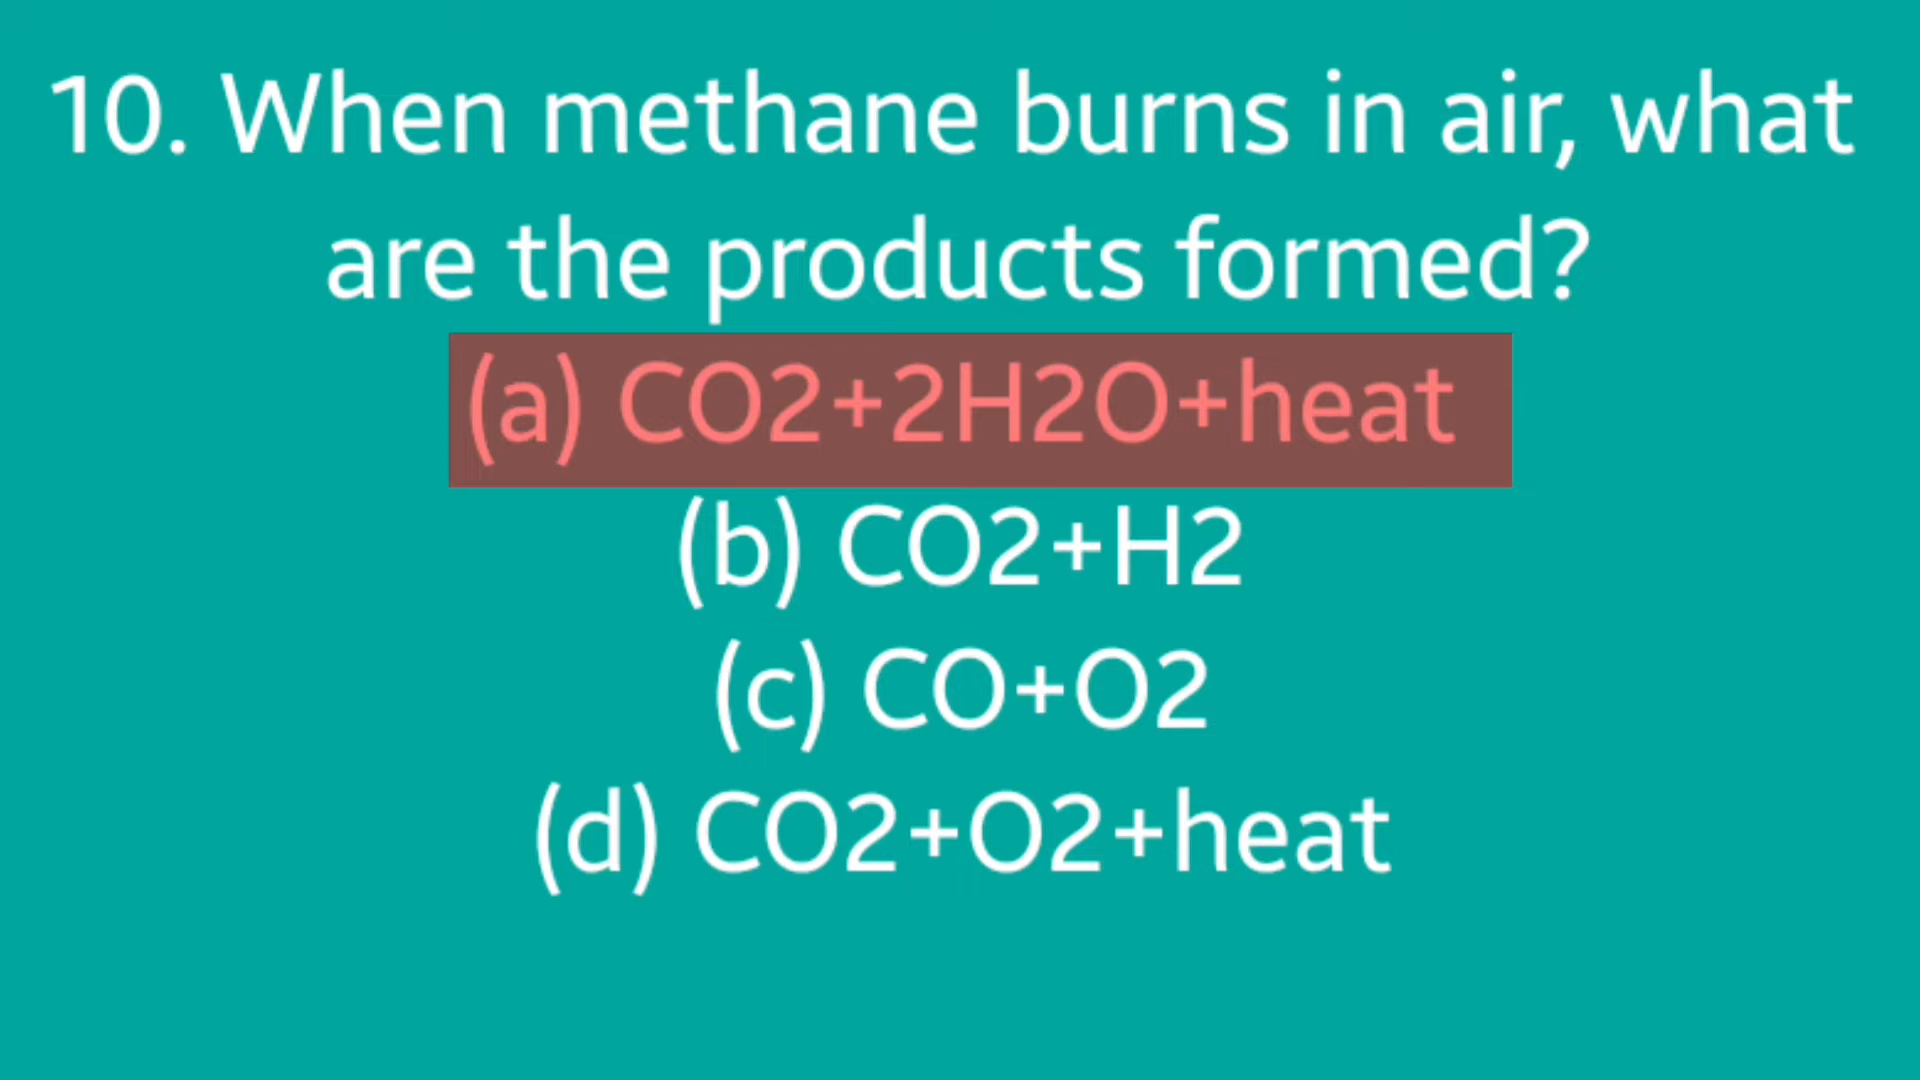 10. When methane burns in air, what
are the products formed?
(a) CO2+2H2O+heat
(b) CO2+H2
(c) CO+O2
(d) CO2+O2+heat